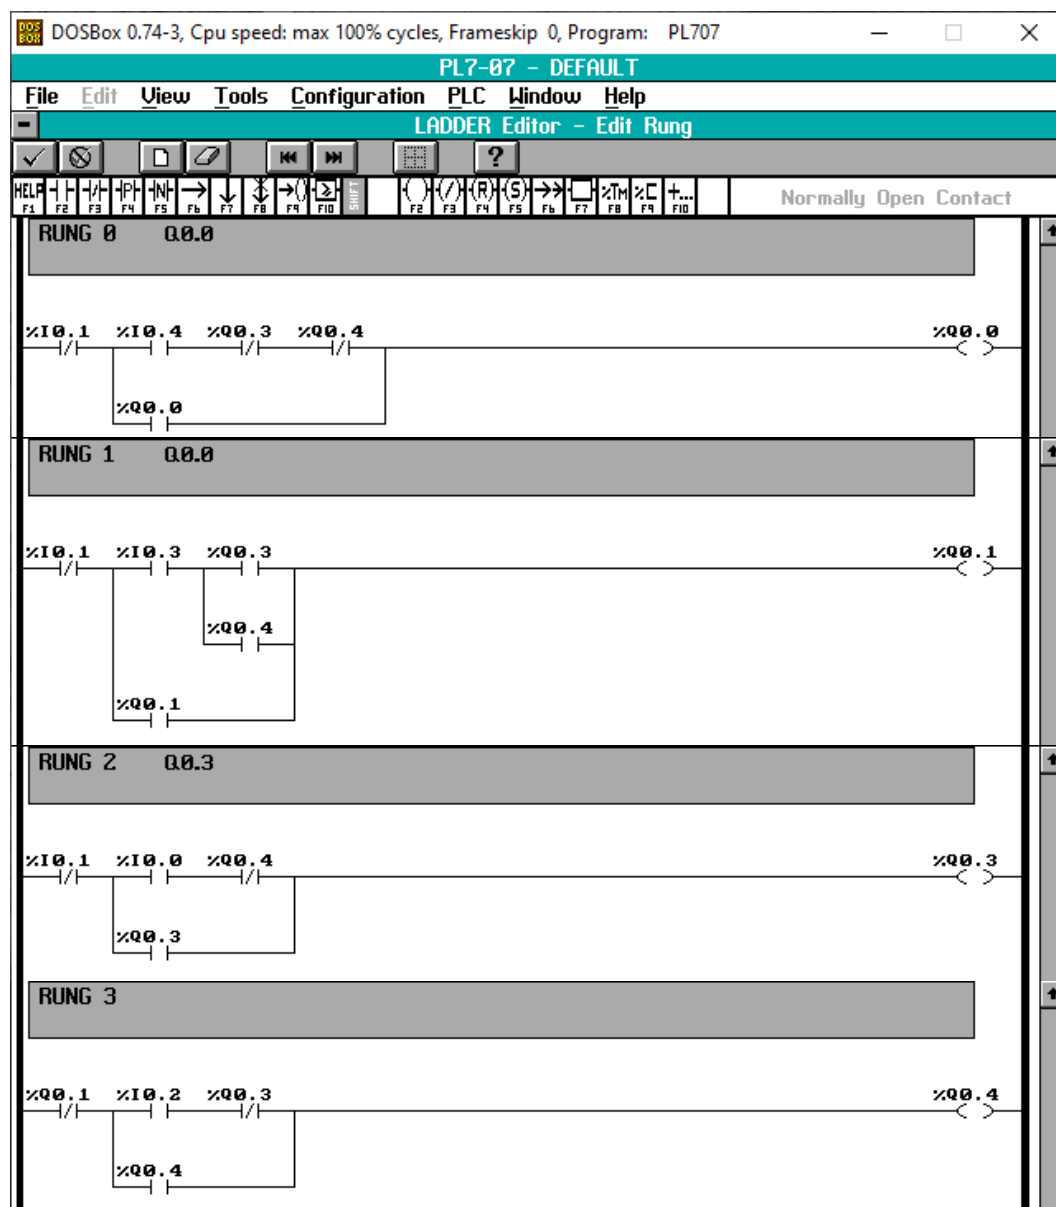 DOSBox 0.74-3, Cpu speed: max 100% cycles, Frameskip 0, Program: PL707
PL7-07 - DEFAULT
File Edit View Tools Configuration PLC Window Help
LADDER Editor - Edit Rung
?
HELP P N R S %TM %C +...
F1 F2 F3 F4 F5 F6 F7 F8 F9 F10 SHIFT F2 F3 F4 F5 F6 F7 F8 F9 F10
Normally Open Contact
RUNG 0 Q0.0
%I0.1 %I0.4 %Q0.3 %Q0.4 %Q0.0
%Q0.0
RUNG 1 Q0.0
%I0.1 %I0.3 %Q0.3 %Q0.1
%Q0.4
%Q0.1
RUNG 2 Q0.3
%I0.1 %I0.0 %Q0.4 %Q0.3
%Q0.3
RUNG 3
%Q0.1 %I0.2 %Q0.3 %Q0.4
%Q0.4